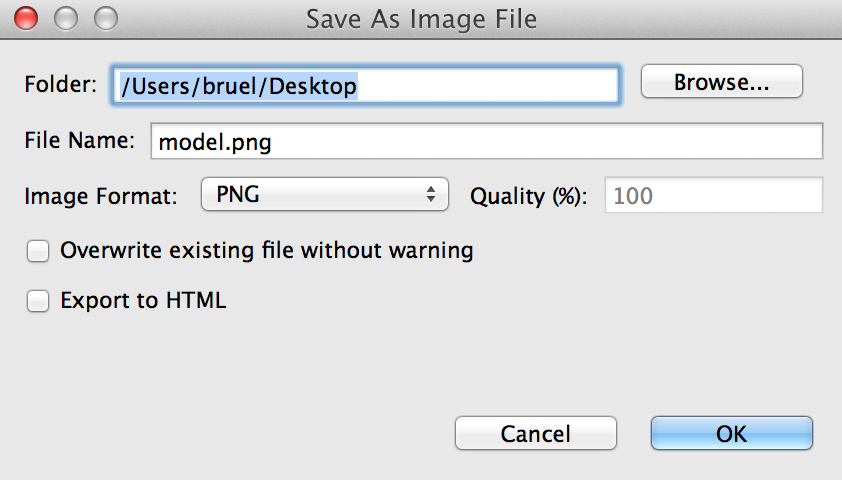 Save As Image File
Folder: /Users/bruel/Desktop Browse...
File Name: model.png
Image Format: PNG Quality (%): 100
Overwrite existing file without warning
Export to HTML
Cancel OK